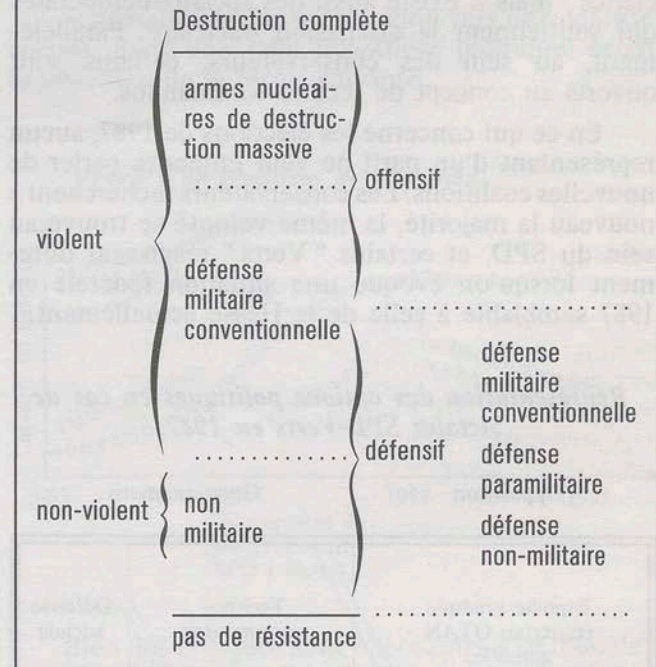 Destruction complète
armes nucléai-
res de destruc-
tion massive
offensif
violent
défense
militaire
conventionnelle
défense
militaire
conventionnelle
défensif
défense
paramilitaire
non-violent
non
militaire
défense
non-militaire
pas de résistance